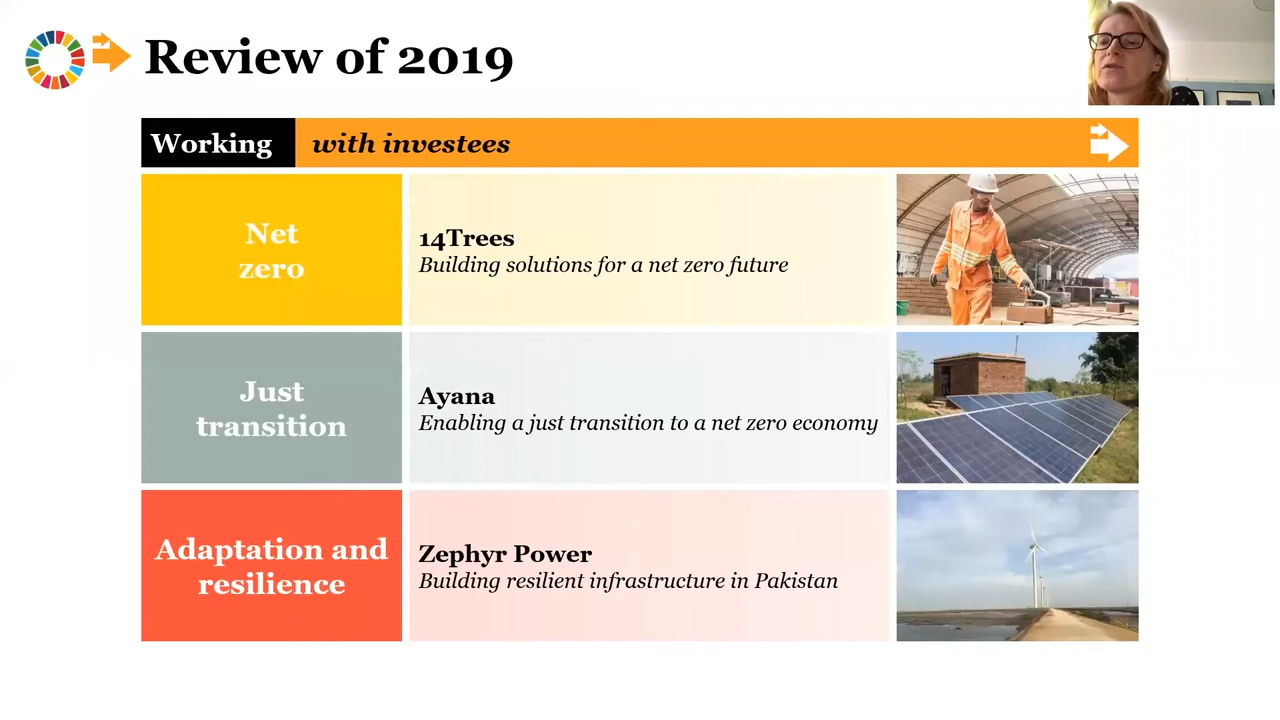 Review of 2019
Working with investees
Net
zero
14Trees
Building solutions for a net zero future
Just
transition
Ayana
Enabling a just transition to a net zero economy
Adaptation and
resilience
Zephyr Power
Building resilient infrastructure in Pakistan